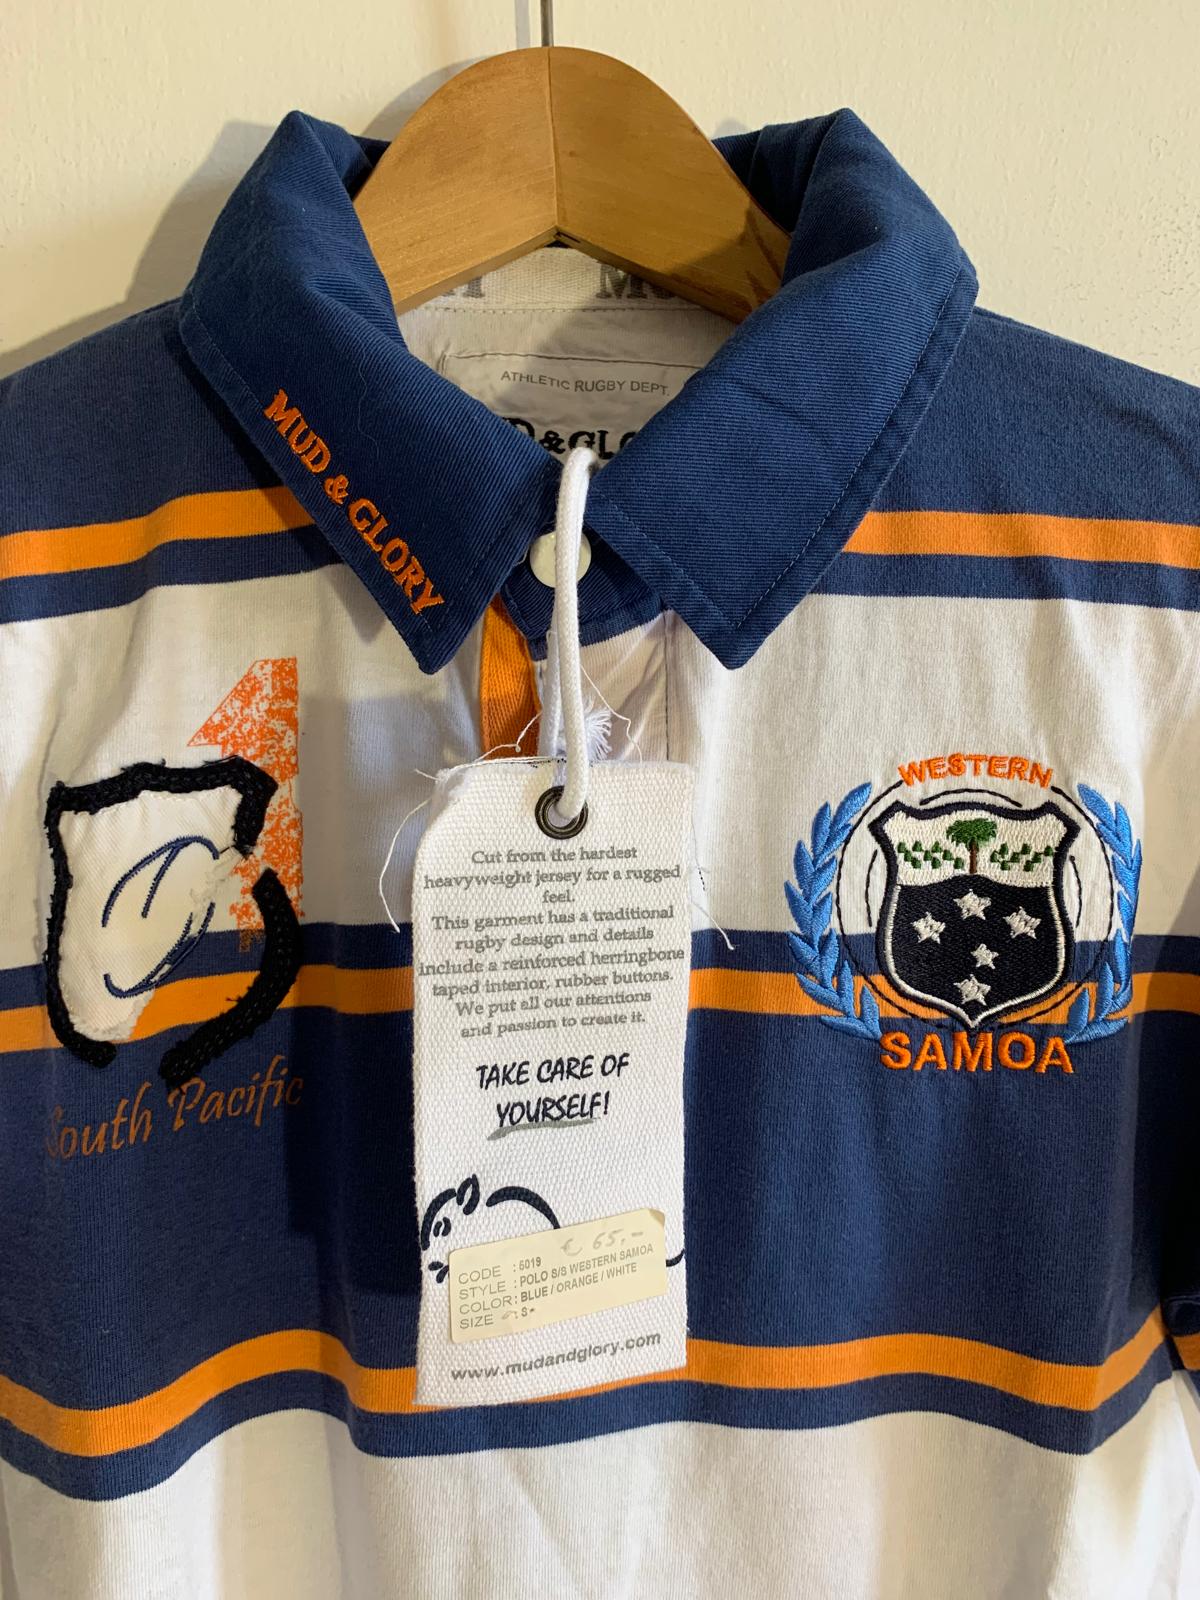 ATHLETIC RUGBY DEPT.
MUD & GLORY
1
South Pacific
WESTERN
SAMOA
Cut from the hardest
heavyweight jersey for a rugged
feel.
This garment has a traditional
rugby design and details
include a reinforced herringbone
taped interior, rubber buttons.
We put all our attentions
and passion to create it.
TAKE CARE OF
YOURSELF!
€ 65,-
CODE : 5019
STYLE : POLO S/S WESTERN SAMOA
COLOR : BLUE / ORANGE / WHITE
SIZE : S
www.mudandglory.com